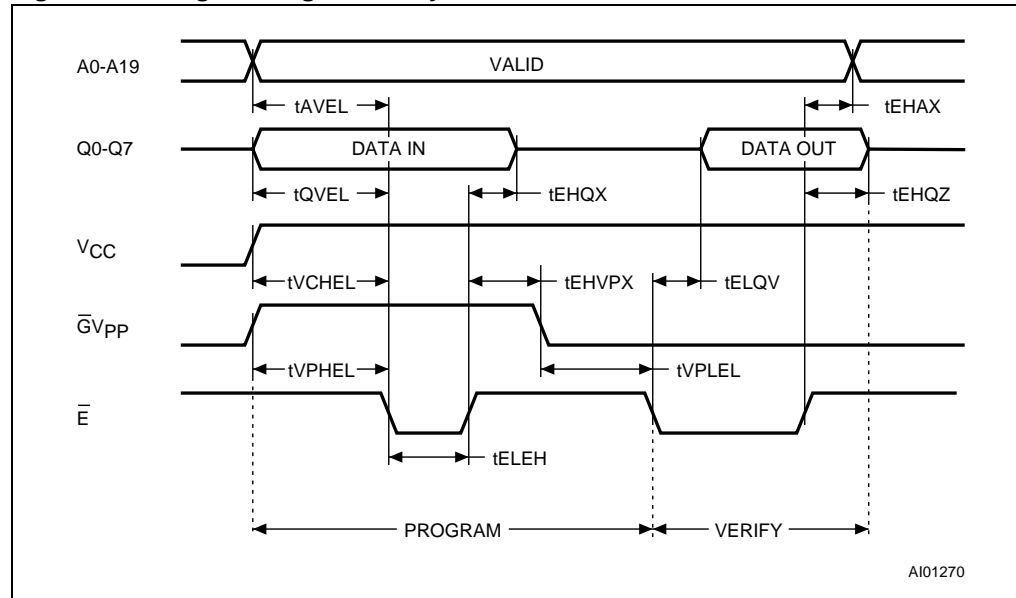 A0-A19
VALID
tAVEL
tEHAX
Q0-Q7
DATA IN
DATA OUT
tQVEL
tEHQX
tEHQZ
VCC
tVCHEL
tEHVPX
tELQV
G̅VPP
tVPHEL
tVPLEL
E̅
tELEH
PROGRAM
VERIFY
AI01270